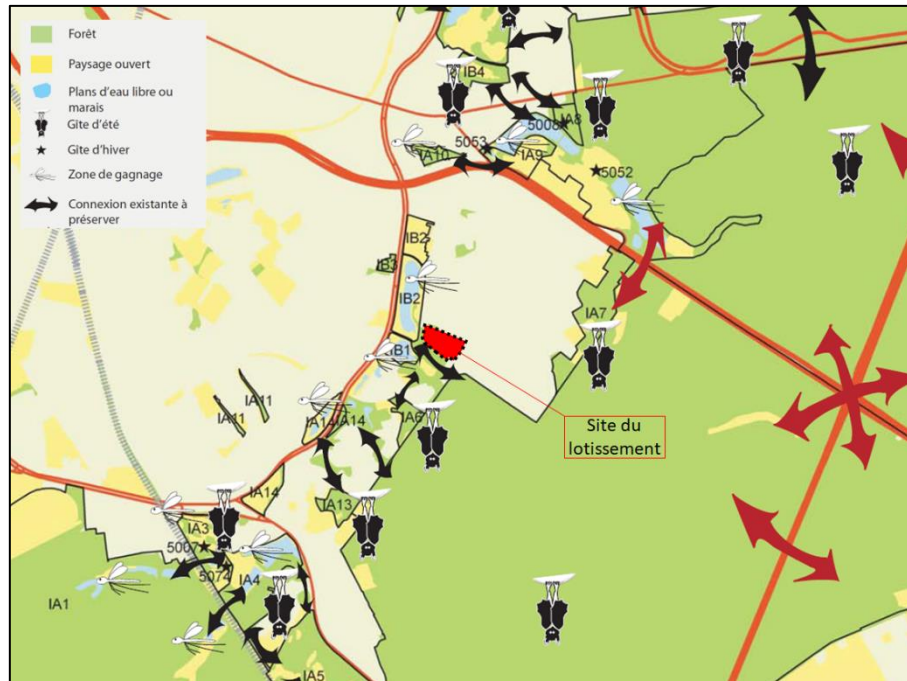 Forêt
Paysage ouvert
Plans d'eau libre ou
marais
Gîte d'été
Gîte d'hiver
Zone de gagnage
Connexion existante à
préserver
IB4
5008
IA8
5053
IA10
IA9
5052
IB2
IB3
IB2
IA7
IB1
IA11
IA11
IA14
IA14
IA6
Site du
lotissement
IA14
IA13
IA3
5007
5074
IA4
IA1
IA5